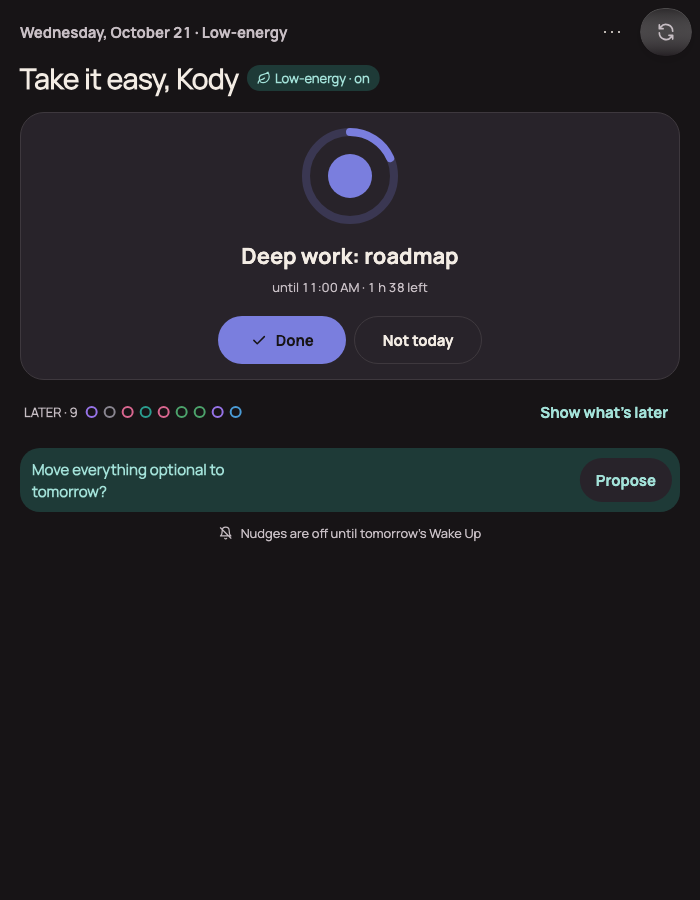 Wednesday, October 21 · Low-energy
Take it easy, Kody
Low-energy · on
Deep work: roadmap
until 11:00 AM · 1 h 38 left
Done
Not today
LATER · 9
Show what's later
Move everything optional to
tomorrow?
Propose
Nudges are off until tomorrow's Wake Up